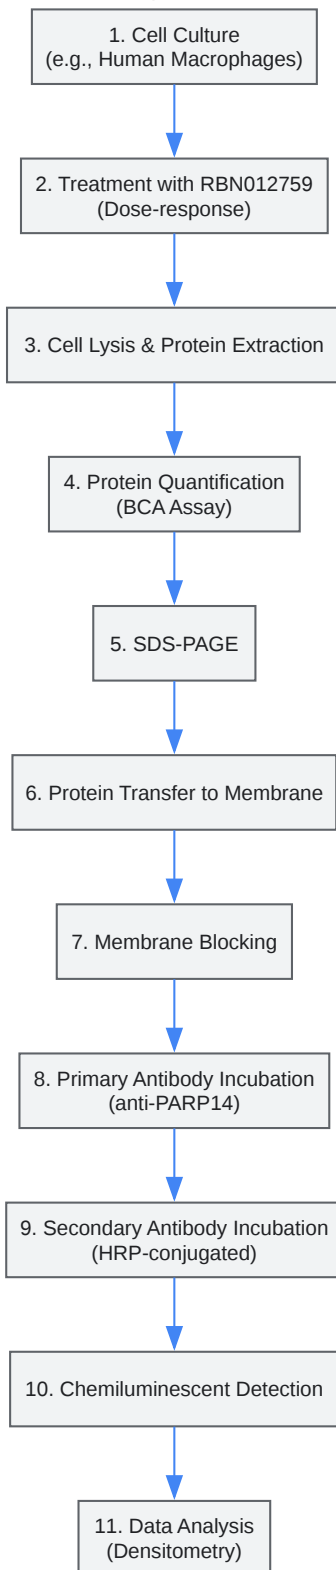 1. Cell Culture
(e.g., Human Macrophages)
2. Treatment with RBN012759
(Dose-response)
3. Cell Lysis & Protein Extraction
4. Protein Quantification
(BCA Assay)
5. SDS-PAGE
6. Protein Transfer to Membrane
7. Membrane Blocking
8. Primary Antibody Incubation
(anti-PARP14)
9. Secondary Antibody Incubation
(HRP-conjugated)
10. Chemiluminescent Detection
11. Data Analysis
(Densitometry)